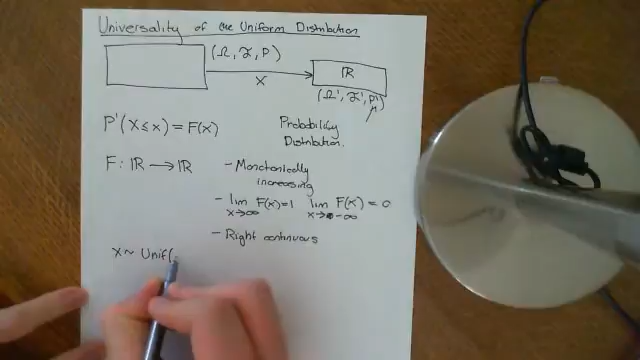 Universality of the Uniform Distribution
(Ω, ℱ, P)
X
ℝ
(Ω', ℱ', P')
P'(X ≤ x) = F(x)
Probability
Distribution.
F: ℝ → ℝ
- Monotonically
increasing
- lim F(x)=1 lim F(x) = 0
x→∞ x→-∞
- Right continuous
X ~ Unif(